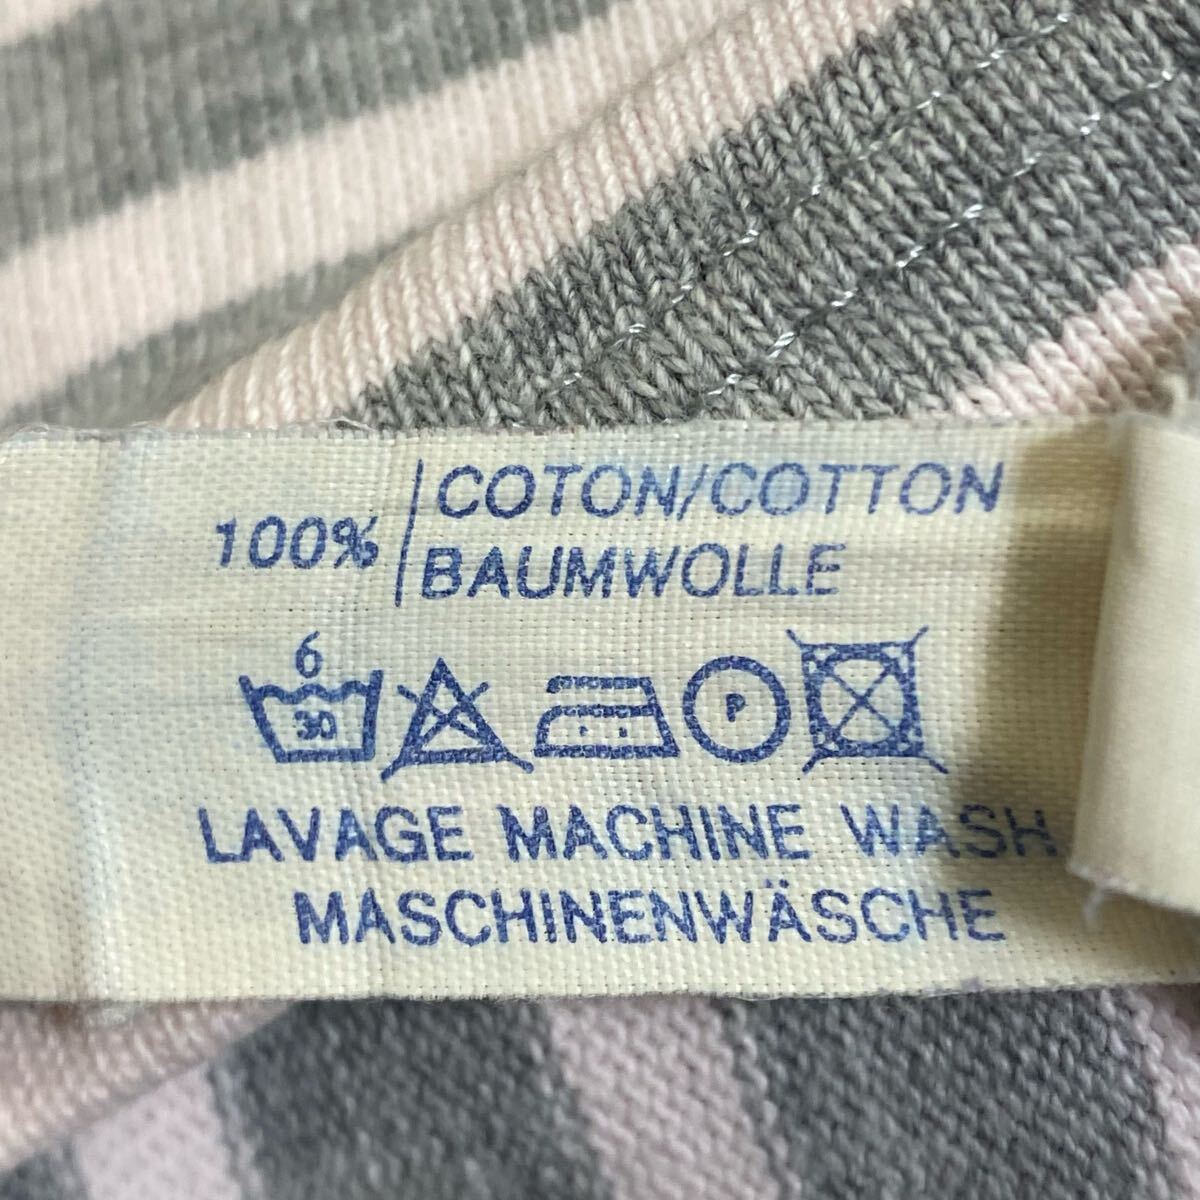 100% COTON/COTTON
BAUMWOLLE
6
30 P
LAVAGE MACHINE WASH
MASCHINENWÄSCHE